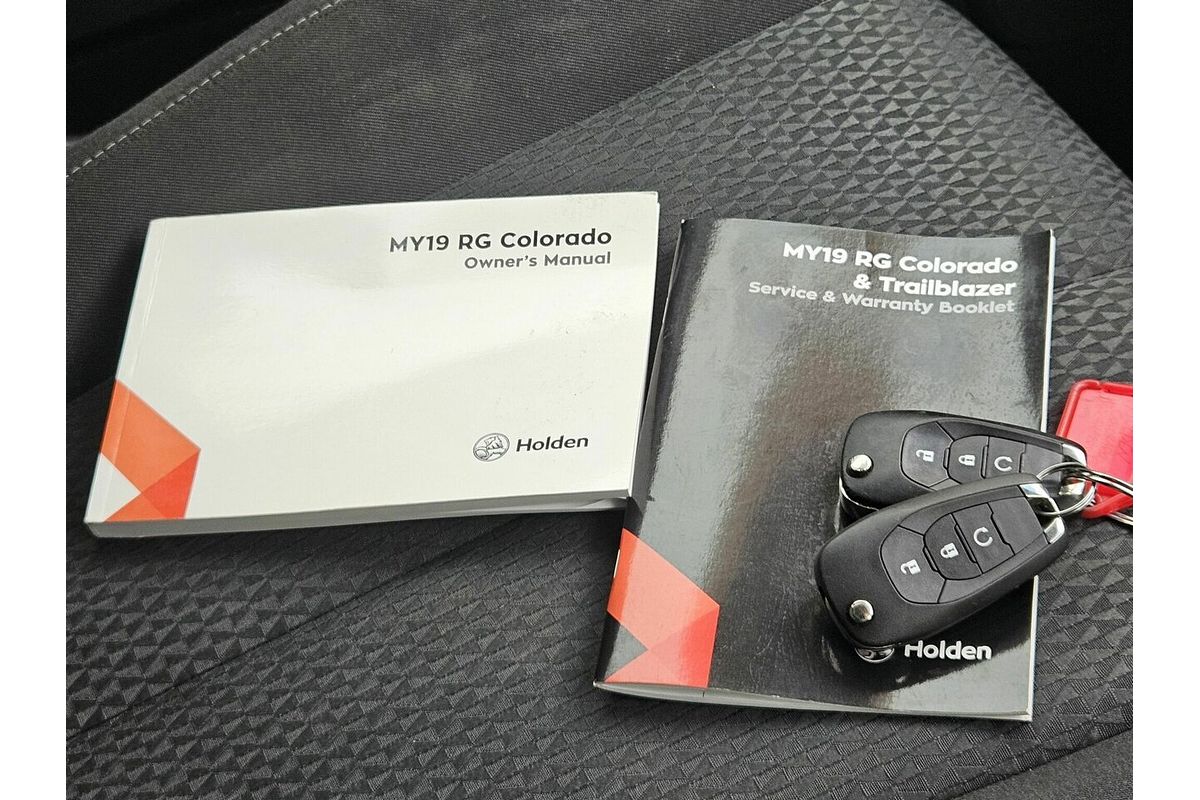 MY19 RG Colorado
Owner's Manual
Holden
MY19 RG Colorado
& Trailblazer
Service & Warranty Booklet
Holden